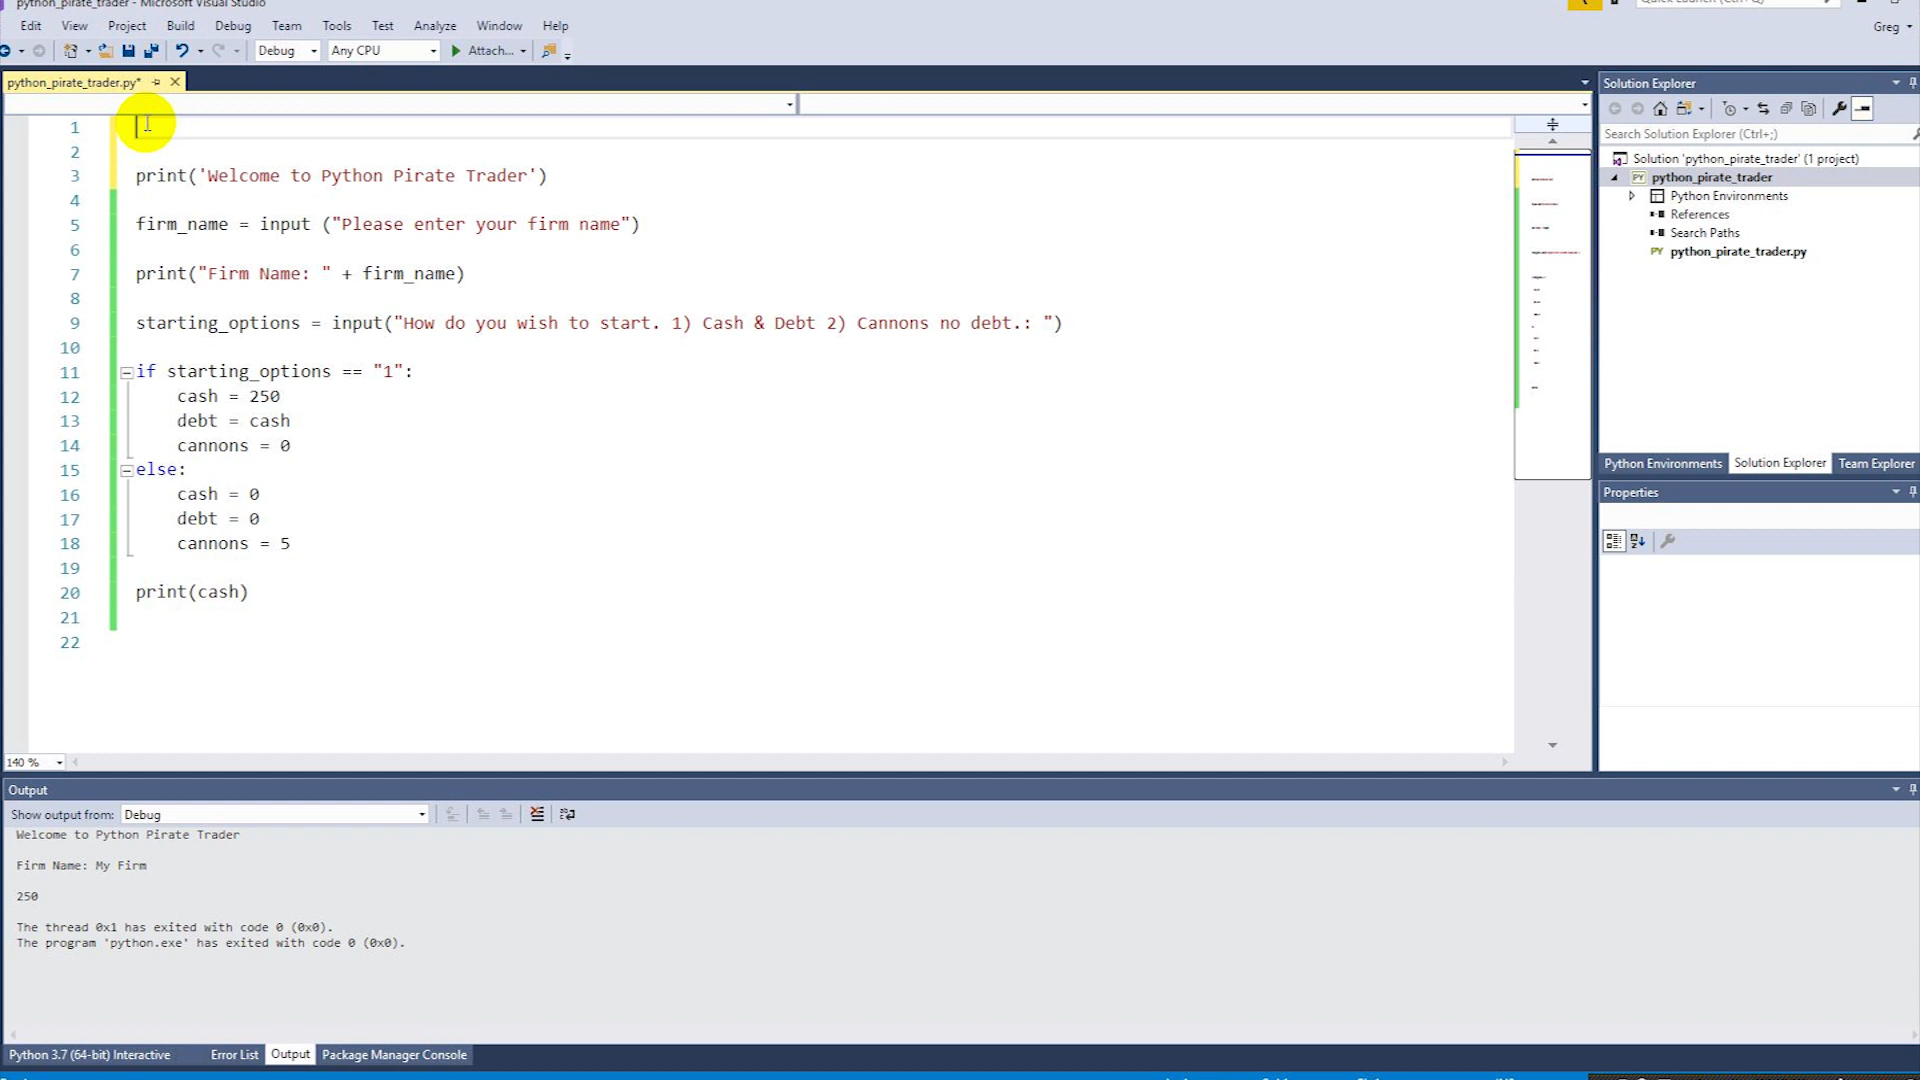 python_pirate_trader - Microsoft Visual Studio
Quick Launch (Ctrl+Q)
Edit View Project Build Debug Team Tools Test Analyze Window Help
Greg
Debug Any CPU Attach...
python_pirate_trader.py*
1
2
3 print('Welcome to Python Pirate Trader')
4
5 firm_name = input ("Please enter your firm name")
6
7 print("Firm Name: " + firm_name)
8
9 starting_options = input("How do you wish to start. 1) Cash & Debt 2) Cannons no debt.: ")
10
11 if starting_options == "1":
12 cash = 250
13 debt = cash
14 cannons = 0
15 else:
16 cash = 0
17 debt = 0
18 cannons = 5
19
20 print(cash)
21
22
140 %
Solution Explorer
Search Solution Explorer (Ctrl+;)
Solution 'python_pirate_trader' (1 project)
PY python_pirate_trader
Python Environments
References
Search Paths
PY python_pirate_trader.py
Python Environments Solution Explorer Team Explorer
Properties
Output
Show output from: Debug
Welcome to Python Pirate Trader
Firm Name: My Firm
250
The thread 0x1 has exited with code 0 (0x0).
The program 'python.exe' has exited with code 0 (0x0).
Python 3.7 (64-bit) Interactive Error List Output Package Manager Console